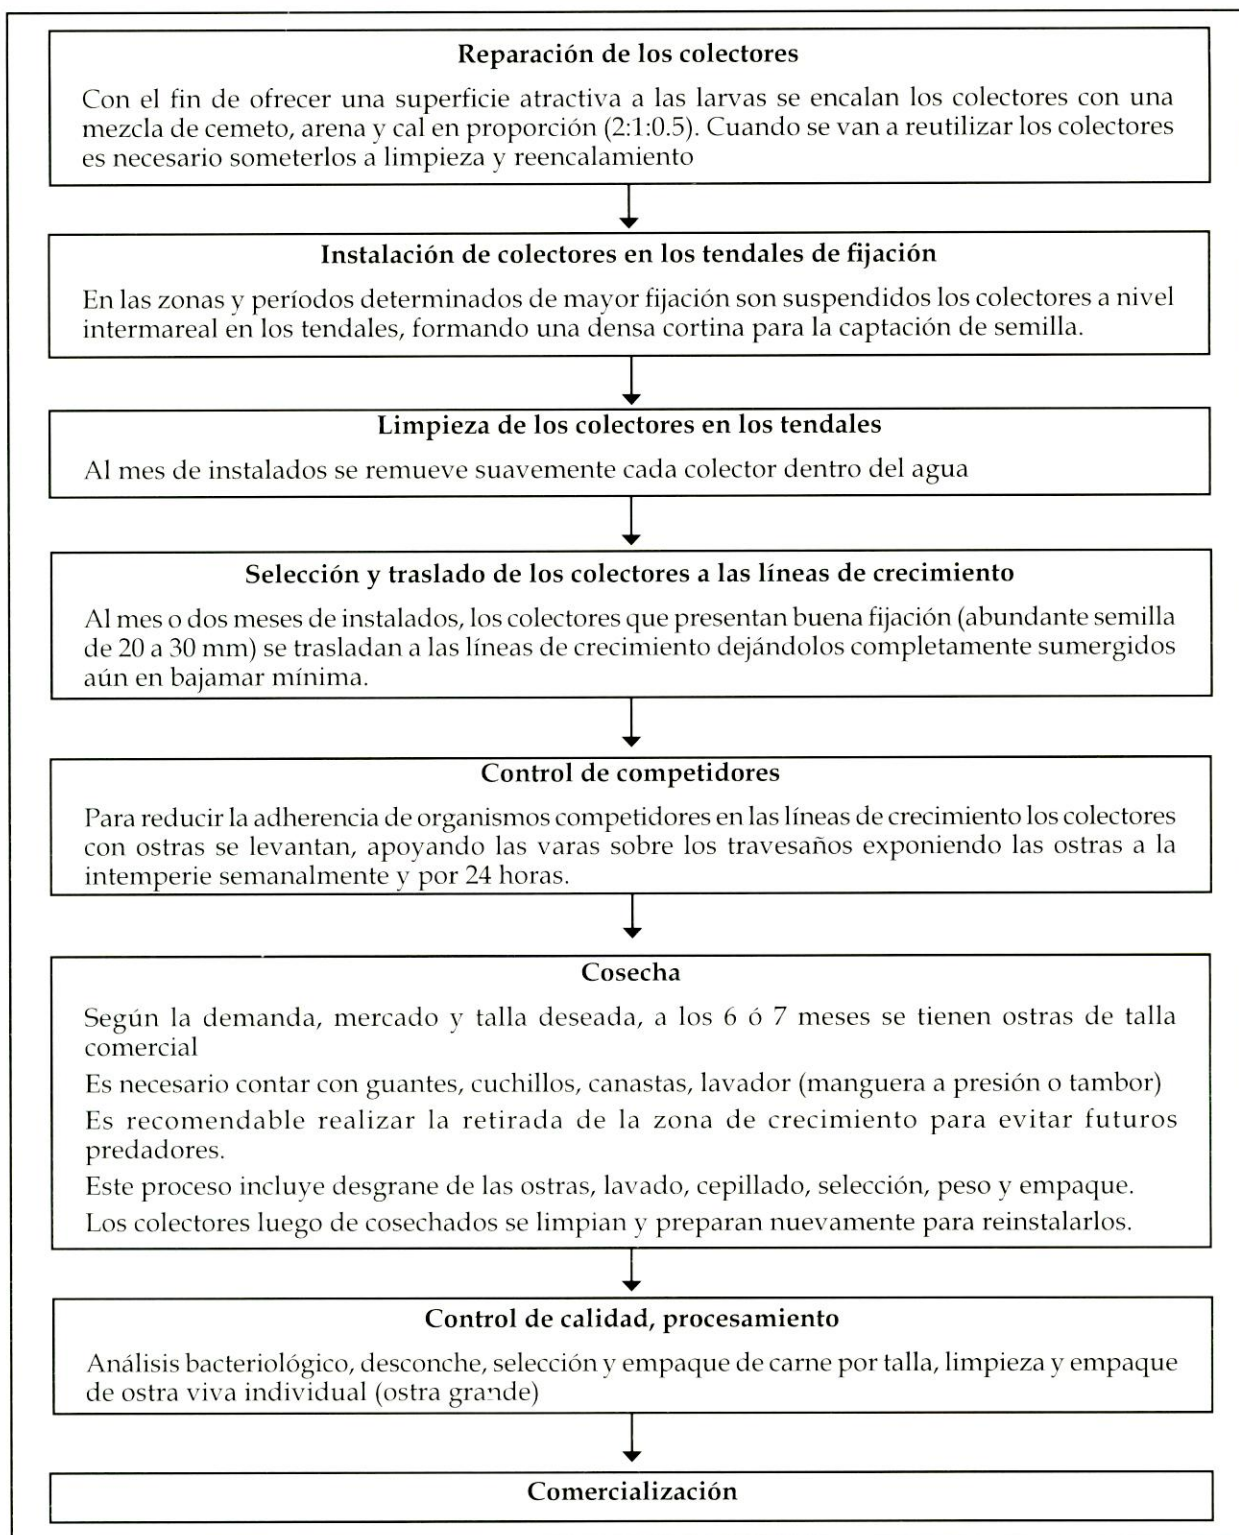 Reparación de los colectores
Con el fin de ofrecer una superficie atractiva a las larvas se encalan los colectores con una
mezcla de cemeto, arena y cal en proporción (2:1:0.5). Cuando se van a reutilizar los colectores
es necesario someterlos a limpieza y reencalamiento
Instalación de colectores en los tendales de fijación
En las zonas y períodos determinados de mayor fijación son suspendidos los colectores a nivel
intermareal en los tendales, formando una densa cortina para la captación de semilla.
Limpieza de los colectores en los tendales
Al mes de instalados se remueve suavemente cada colector dentro del agua
Selección y traslado de los colectores a las líneas de crecimiento
Al mes o dos meses de instalados, los colectores que presentan buena fijación (abundante semilla
de 20 a 30 mm) se trasladan a las líneas de crecimiento dejándolos completamente sumergidos
aún en bajamar mínima.
Control de competidores
Para reducir la adherencia de organismos competidores en las líneas de crecimiento los colectores
con ostras se levantan, apoyando las varas sobre los travesaños exponiendo las ostras a la
intemperie semanalmente y por 24 horas.
Cosecha
Según la demanda, mercado y talla deseada, a los 6 ó 7 meses se tienen ostras de talla
comercial
Es necesario contar con guantes, cuchillos, canastas, lavador (manguera a presión o tambor)
Es recomendable realizar la retirada de la zona de crecimiento para evitar futuros
predadores.
Este proceso incluye desgrane de las ostras, lavado, cepillado, selección, peso y empaque.
Los colectores luego de cosechados se limpian y preparan nuevamente para reinstalarlos.
Control de calidad, procesamiento
Análisis bacteriológico, desconche, selección y empaque de carne por talla, limpieza y empaque
de ostra viva individual (ostra grande)
Comercialización